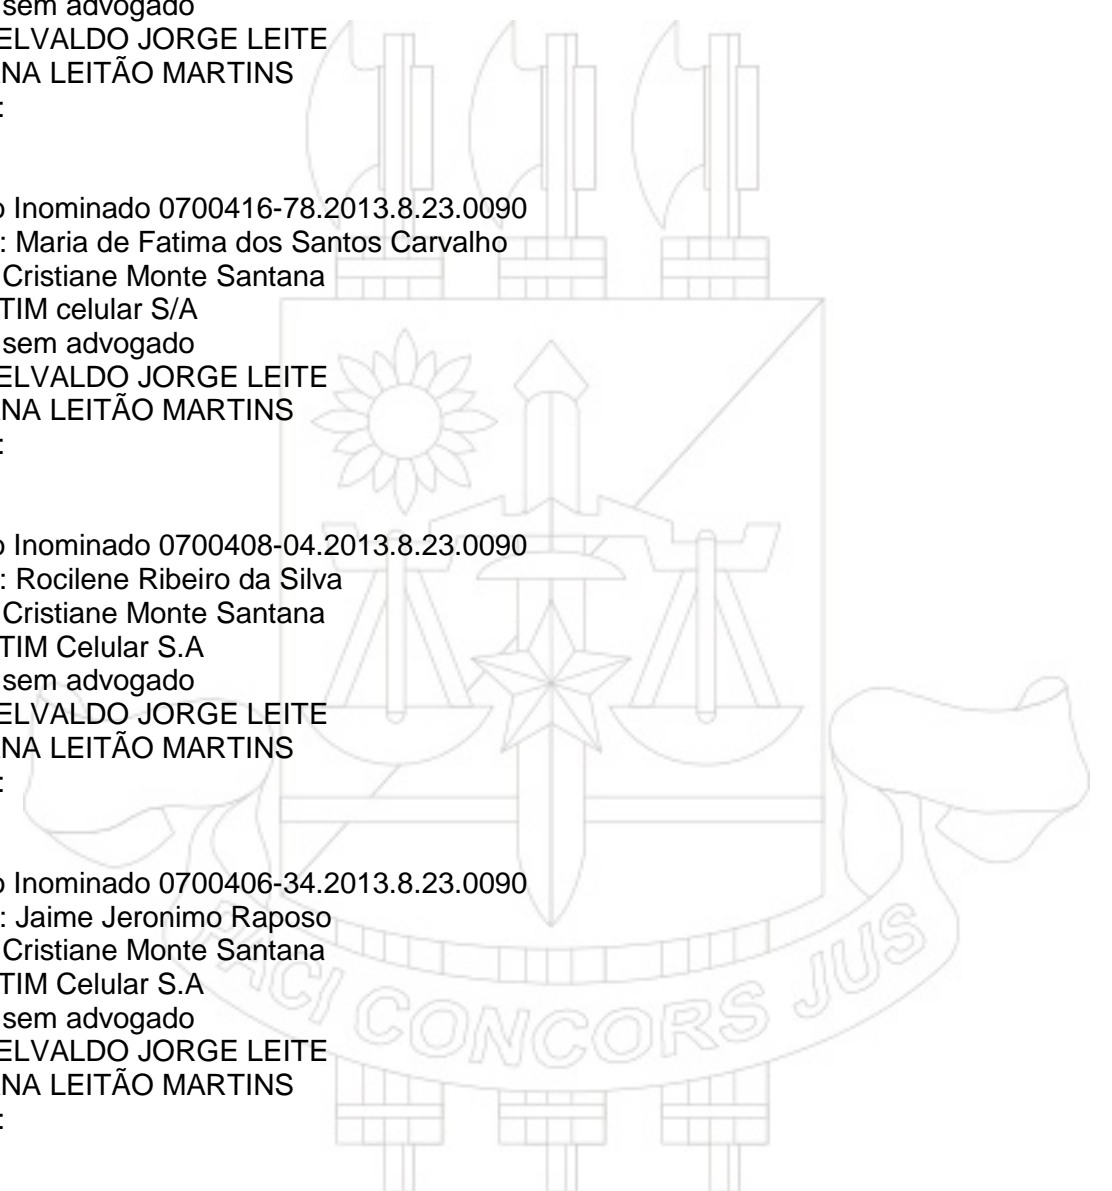 sem advogado
ELVALDO JORGE LEITE
NA LEITÃO MARTINS
:
o Inominado 0700416-78.2013.8.23.0090
: Maria de Fatima dos Santos Carvalho
Cristiane Monte Santana
TIM celular S/A
sem advogado
ELVALDO JORGE LEITE
NA LEITÃO MARTINS
:
o Inominado 0700408-04.2013.8.23.0090
: Rocilene Ribeiro da Silva
Cristiane Monte Santana
TIM Celular S.A
sem advogado
ELVALDO JORGE LEITE
NA LEITÃO MARTINS
:
o Inominado 0700406-34.2013.8.23.0090
: Jaime Jeronimo Raposo
Cristiane Monte Santana
TIM Celular S.A
sem advogado
ELVALDO JORGE LEITE
NA LEITÃO MARTINS
:
PACI CONCORS JUS